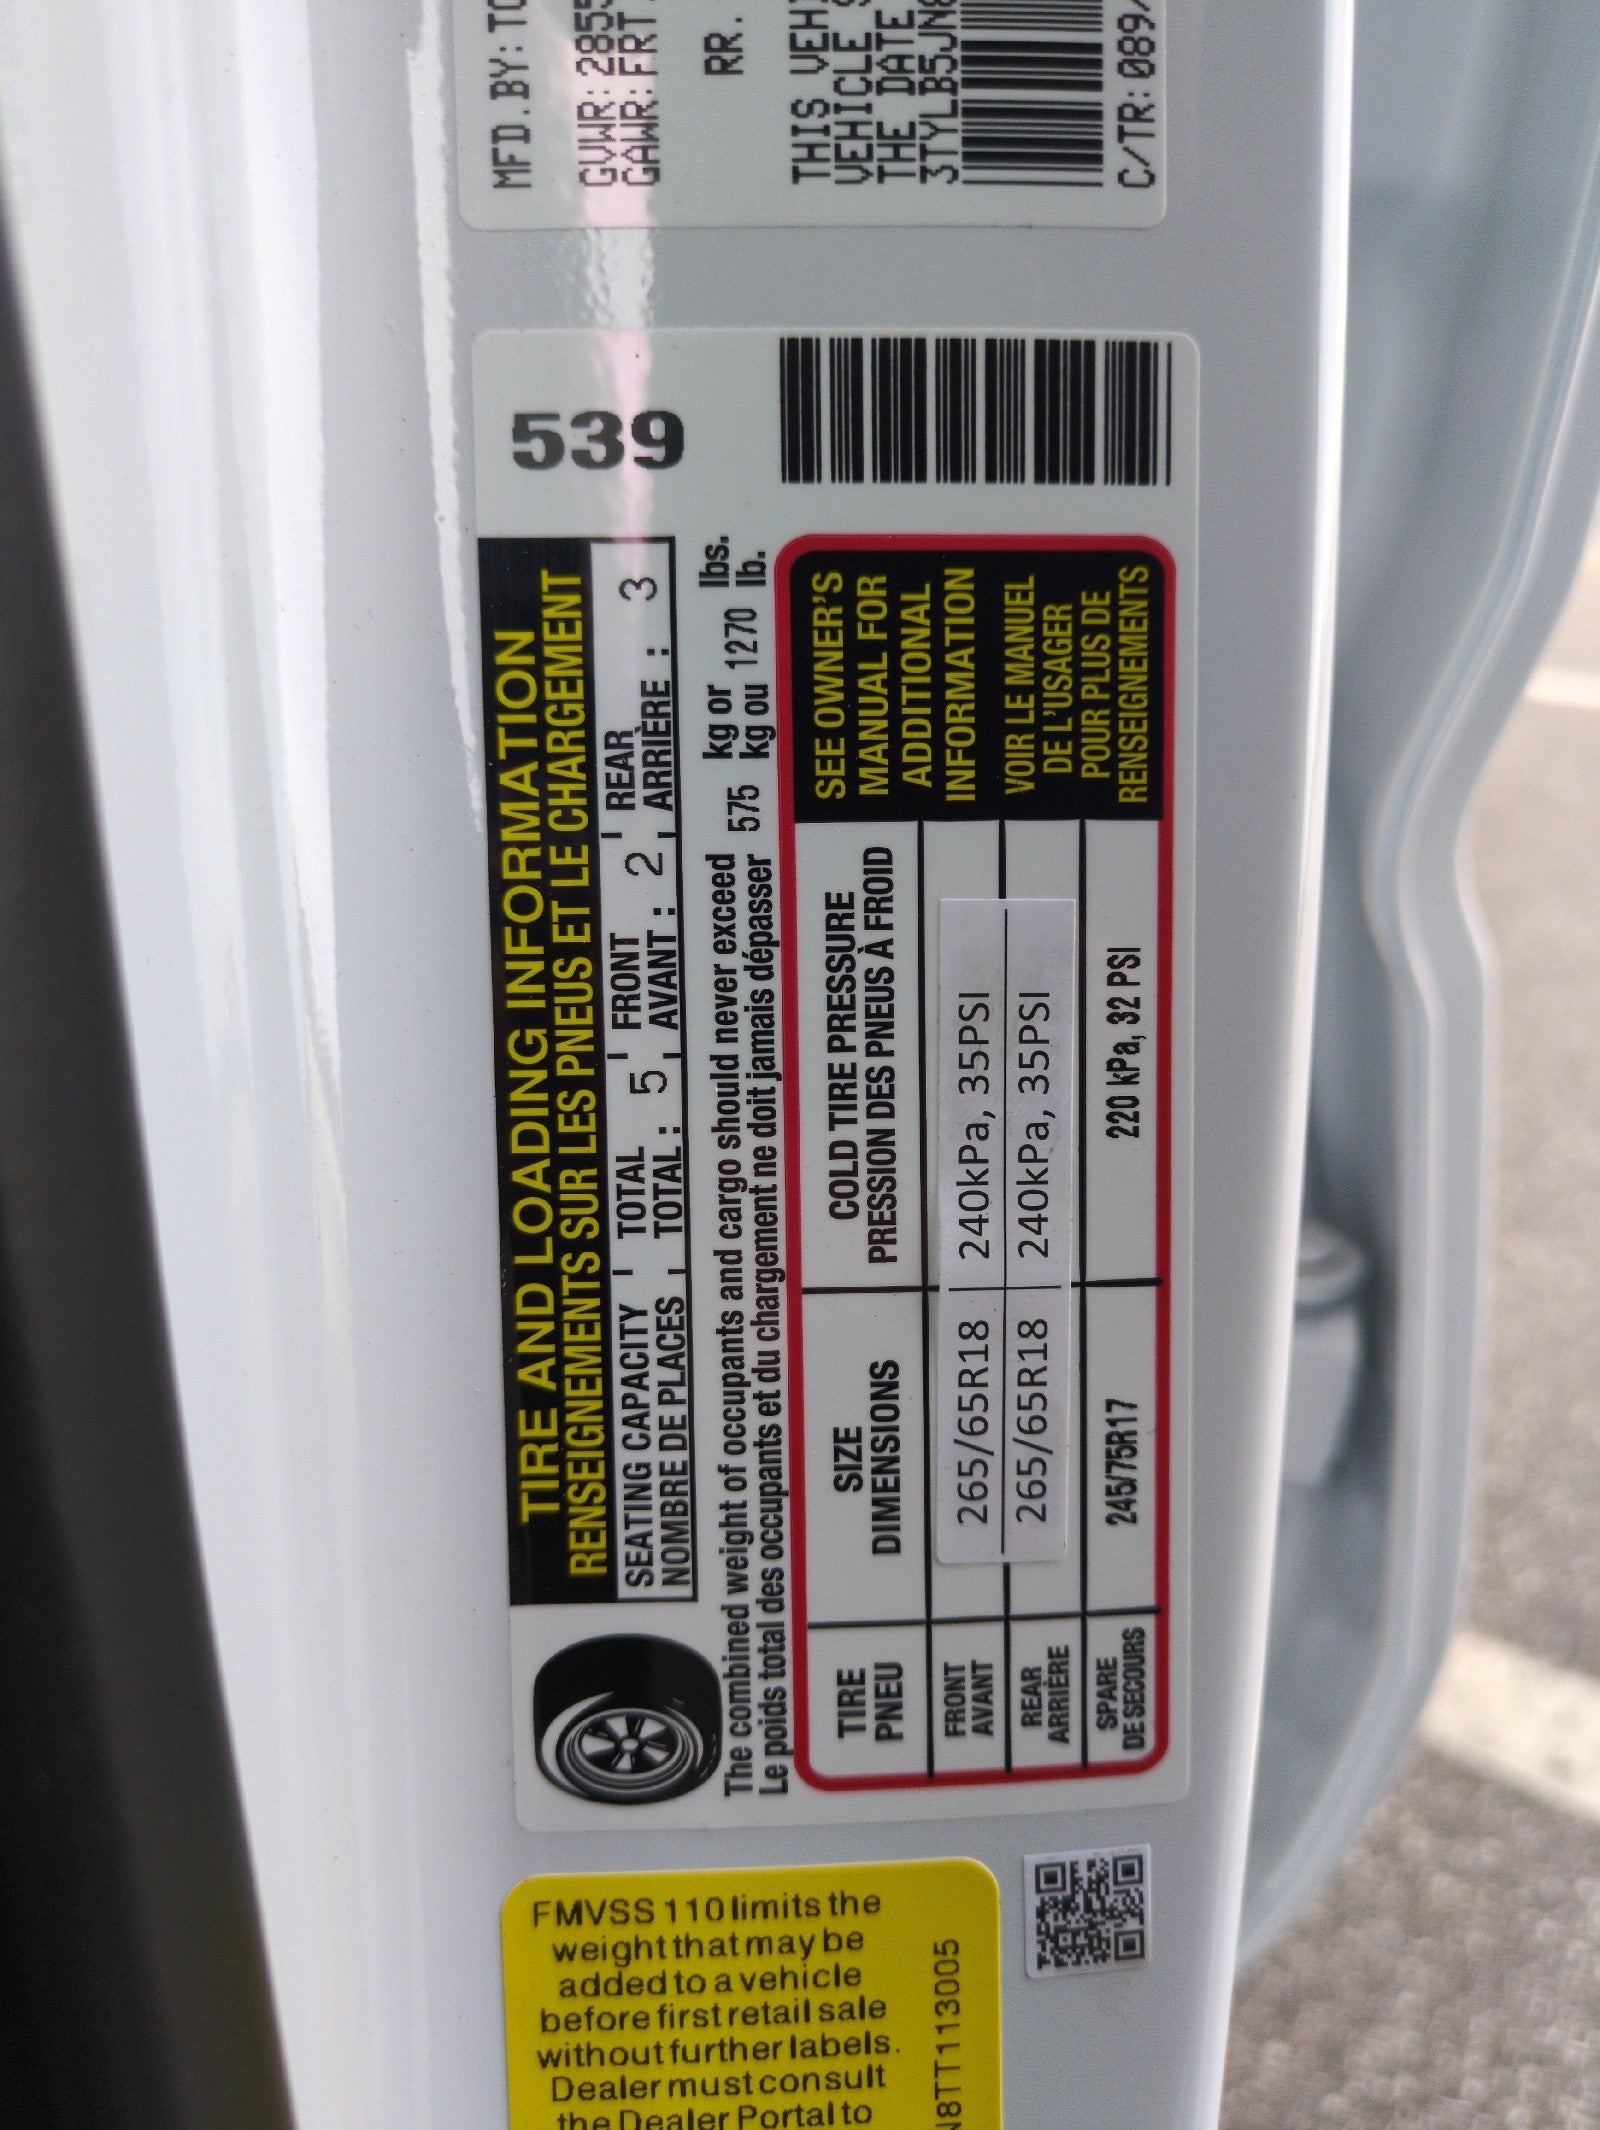 MFD.BY:
GVWR:
GAWR:FRT
RR.
THIS
VEHICLE
THE DATE
3TYLB5JN8
C/TR: 089
539
TIRE AND LOADING INFORMATION
RENSEIGNEMENTS SUR LES PNEUS ET LE CHARGEMENT
SEATING CAPACITY TOTAL FRONT REAR
NOMBRE DE PLACES TOTAL : 5 AVANT : 2 ARRIÈRE : 3
The combined weight of occupants and cargo should never exceed kg or lbs.
Le poids total des occupants et du chargement ne doit jamais dépasser 575 kg ou 1270 lb.
TIRE SIZE COLD TIRE PRESSURE
PNEU DIMENSIONS PRESSION DES PNEUS À FROID
FRONT 265/65R18 240kPa, 35PSI
AVANT
REAR 265/65R18 240kPa, 35PSI
ARRIÈRE
SPARE 245/75R17 220 kPa, 32 PSI
DE SECOURS
SEE OWNER'S
MANUAL FOR
ADDITIONAL
INFORMATION
VOIR LE MANUEL
DE L'USAGER
POUR PLUS DE
RENSEIGNEMENTS
FMVSS 110 limits the
weight that may be
added to a vehicle
before first retail sale
without further labels.
Dealer must consult
the Dealer Portal to
8TT113005